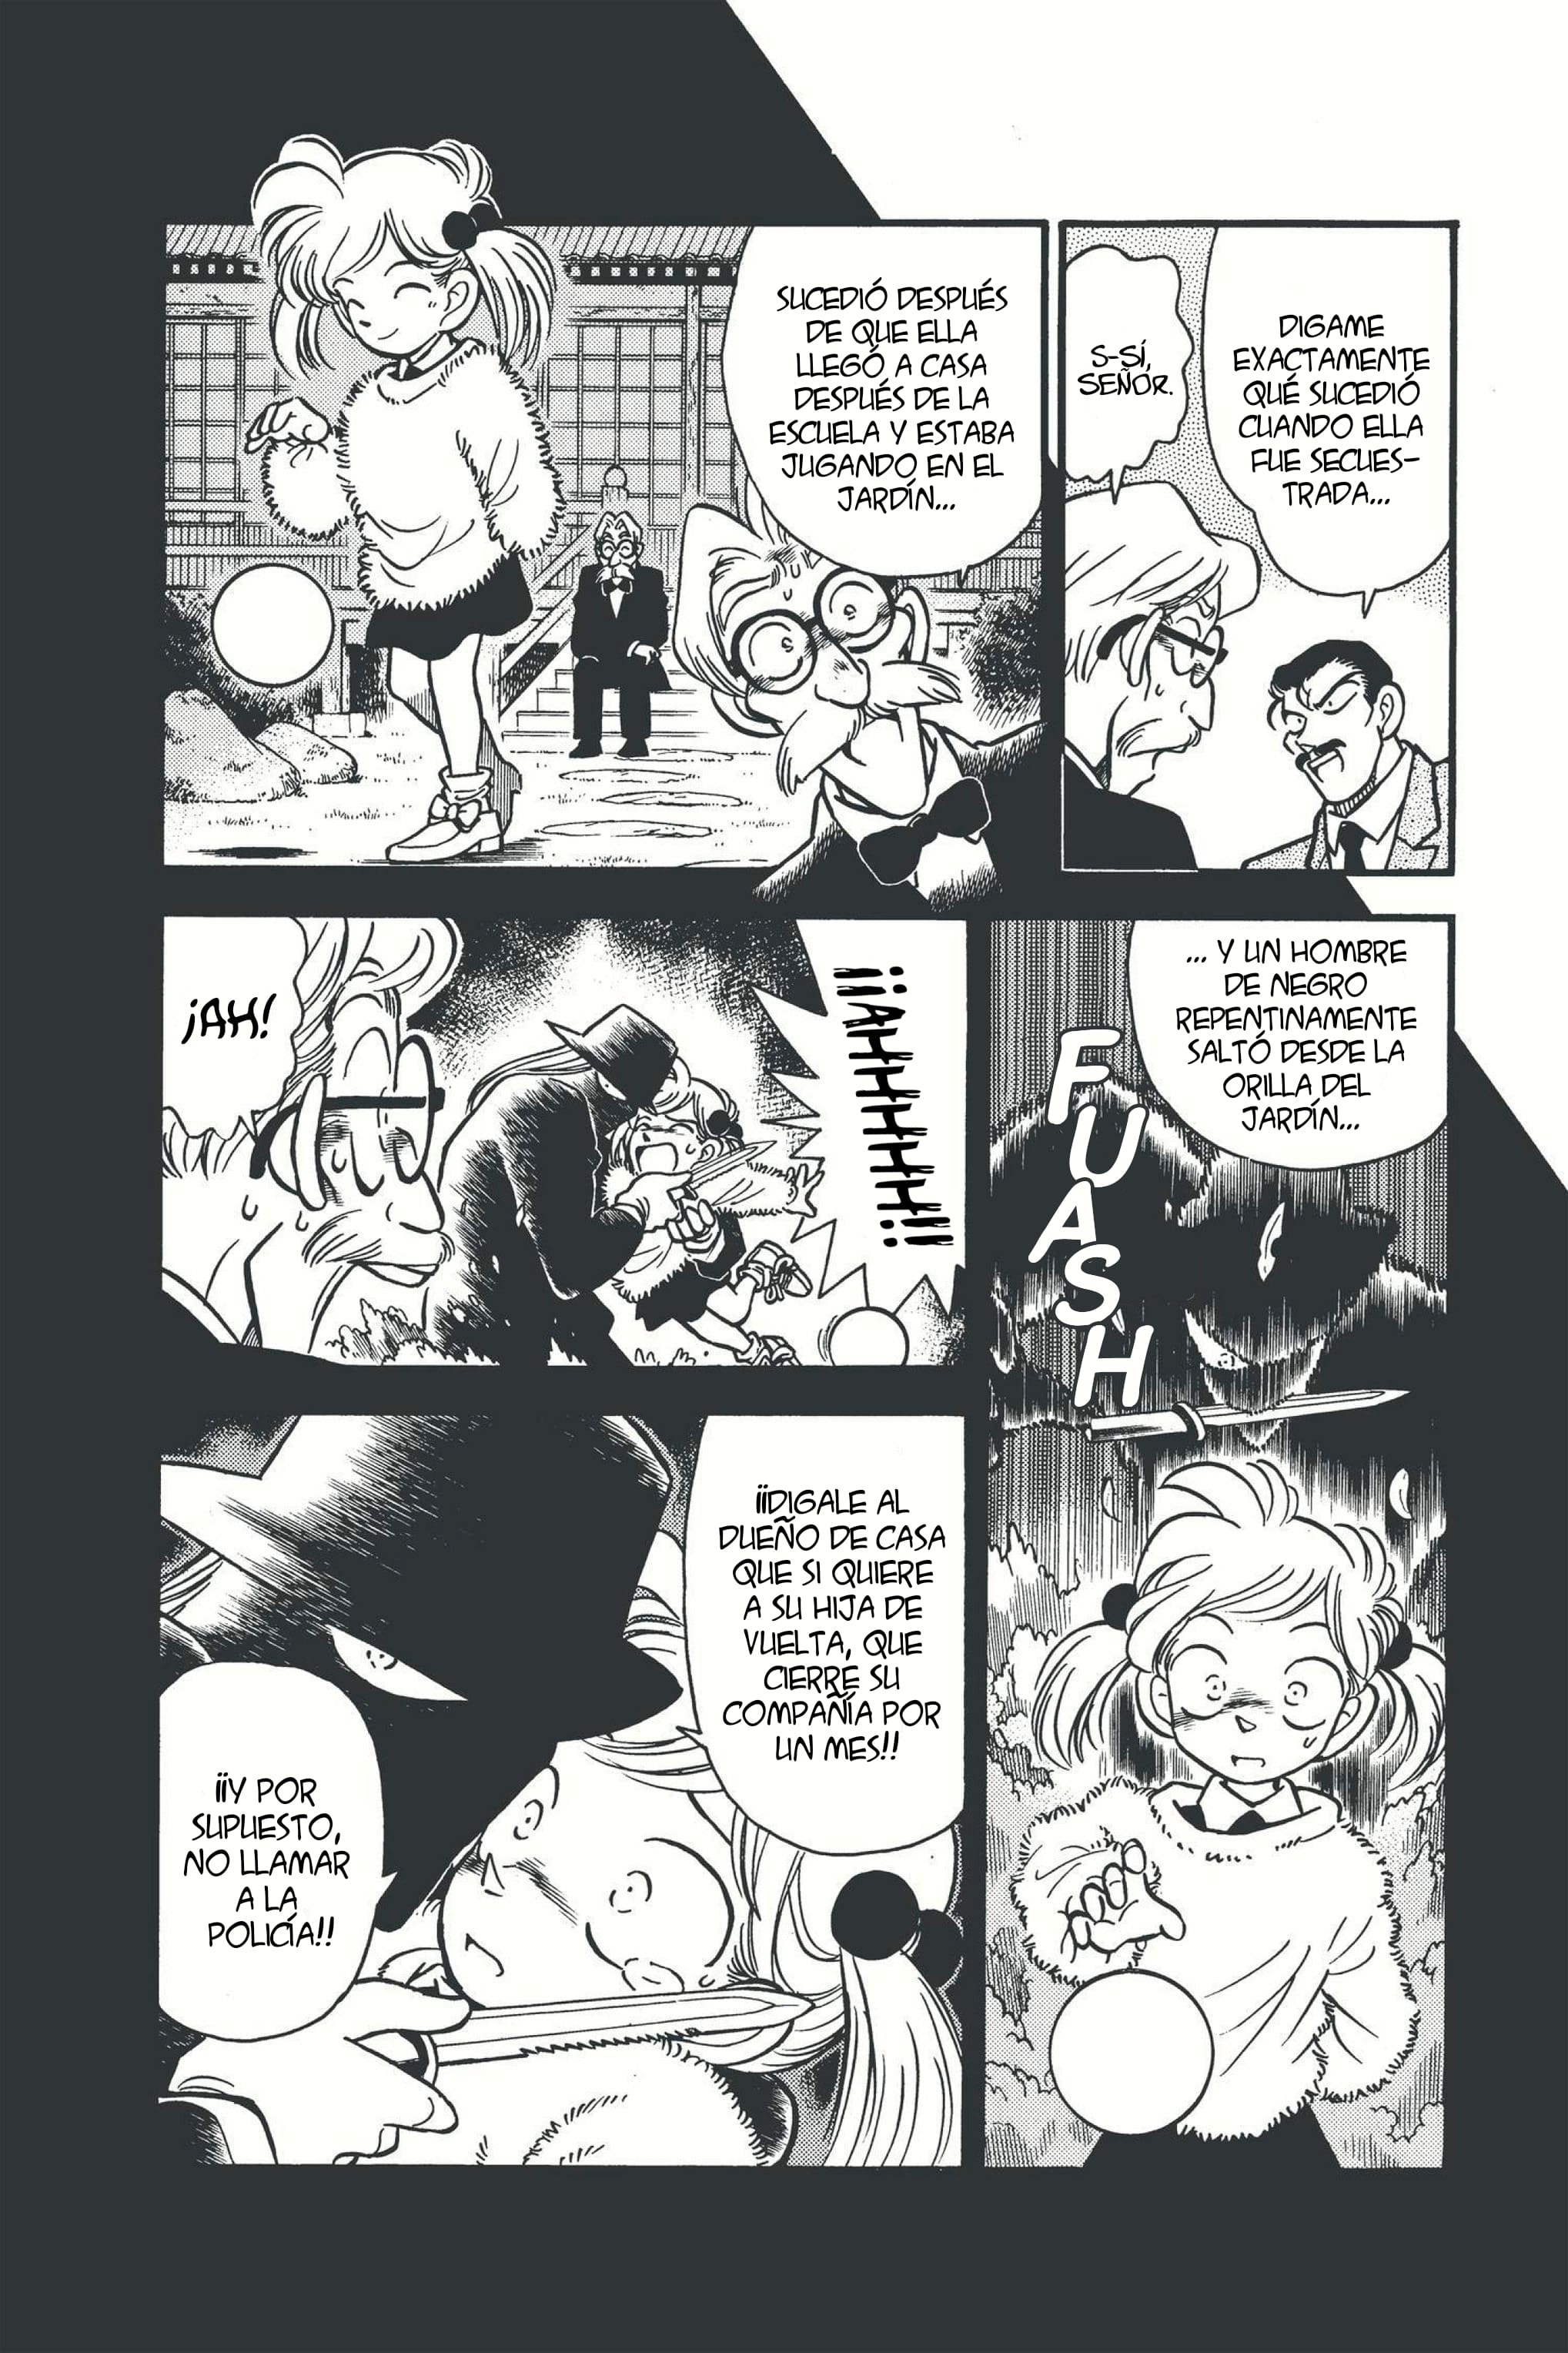 DIGAME
EXACTAMENTE
QUÉ SUCEDIÓ
CUANDO ELLA
FUE SECUES-
TRADA...
S-SÍ,
SEÑOR.
SUCEDIÓ DESPUÉS
DE QUE ELLA
LLEGÓ A CASA
DESPUÉS DE LA
ESCUELA Y ESTABA
JUGANDO EN EL
JARDÍN...
... Y UN HOMBRE
DE NEGRO
REPENTINAMENTE
SALTÓ DESDE LA
ORILLA DEL
JARDÍN...
FUASH
¡¡AHHHHH!!
¡AH!
¡¡DIGALE AL
DUEÑO DE CASA
QUE SI QUIERE
A SU HIJA DE
VUELTA, QUE
CIERRE SU
COMPAÑÍA POR
UN MES!!
¡¡Y POR
SUPUESTO,
NO LLAMAR
A LA
POLICÍA!!